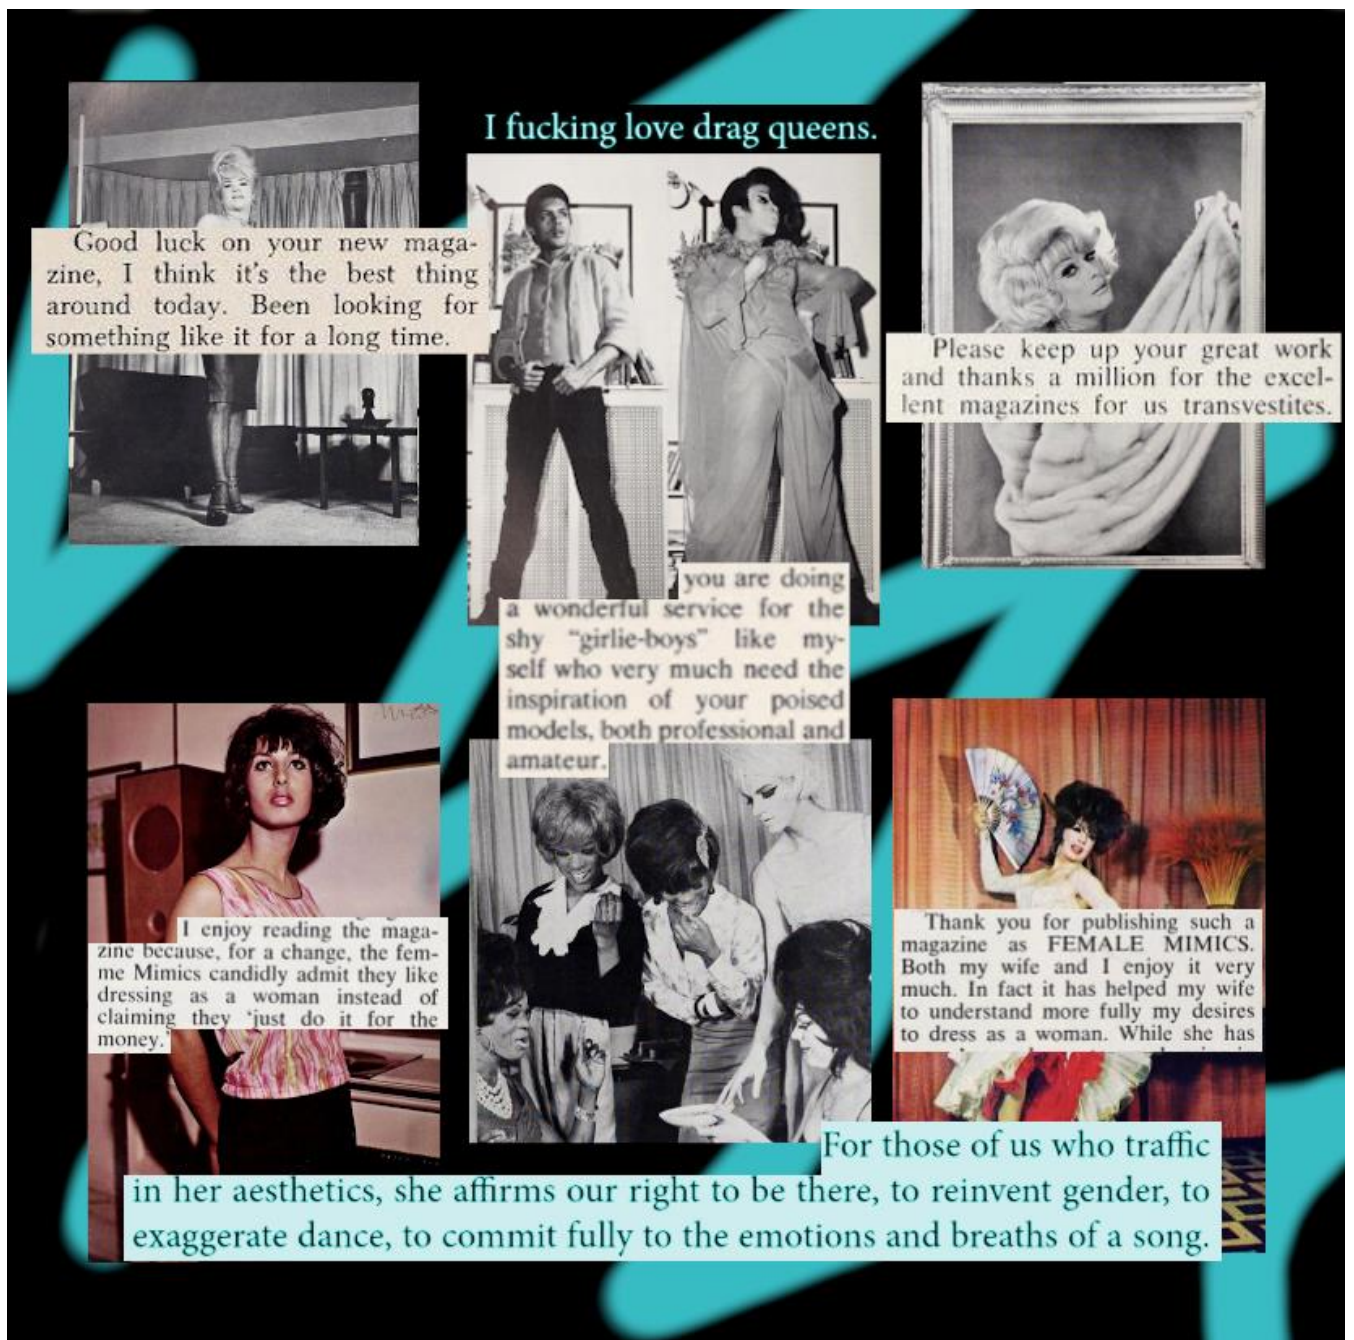 I fucking love drag queens.
Good luck on your new maga-
zine, I think it's the best thing
around today. Been looking for
something like it for a long time.
Please keep up your great work
and thanks a million for the excel-
lent magazines for us transvestites.
you are doing
a wonderful service for the
shy "girlie-boys" like my-
self who very much need the
inspiration of your poised
models, both professional and
amateur.
I enjoy reading the maga-
zine because, for a change, the fem-
me Mimics candidly admit they like
dressing as a woman instead of
claiming they 'just do it for the
money.'
Thank you for publishing such a
magazine as FEMALE MIMICS.
Both my wife and I enjoy it very
much. In fact it has helped my wife
to understand more fully my desires
to dress as a woman. While she has
For those of us who traffic
in her aesthetics, she affirms our right to be there, to reinvent gender, to
exaggerate dance, to commit fully to the emotions and breaths of a song.